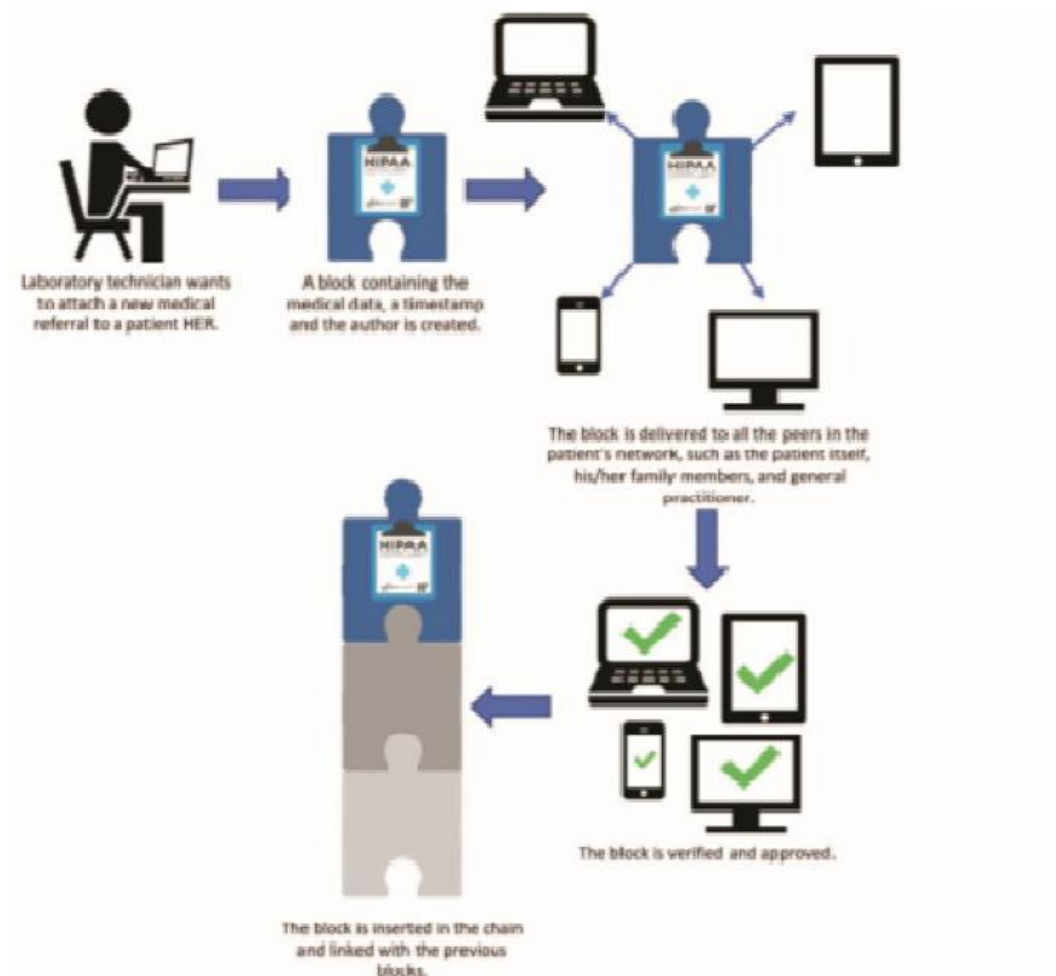 HIPAA
HIPAA
Laboratory technician wants
to attach a new medical
referral to a patient HER.
A block containing the
medical data, a timestamp
and the author is created.
The block is delivered to all the peers in the
patient's network, such as the patient itself,
his/her family members, and general
practitioner.
HIPAA
The block is verified and approved.
The block is inserted in the chain
and linked with the previous
blocks.